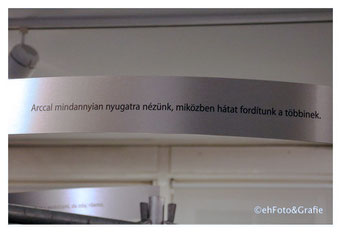 Arccal mindannyian nyugatra nézünk, miközben hátat fordítunk a többinek.
©ehFoto&Grafie